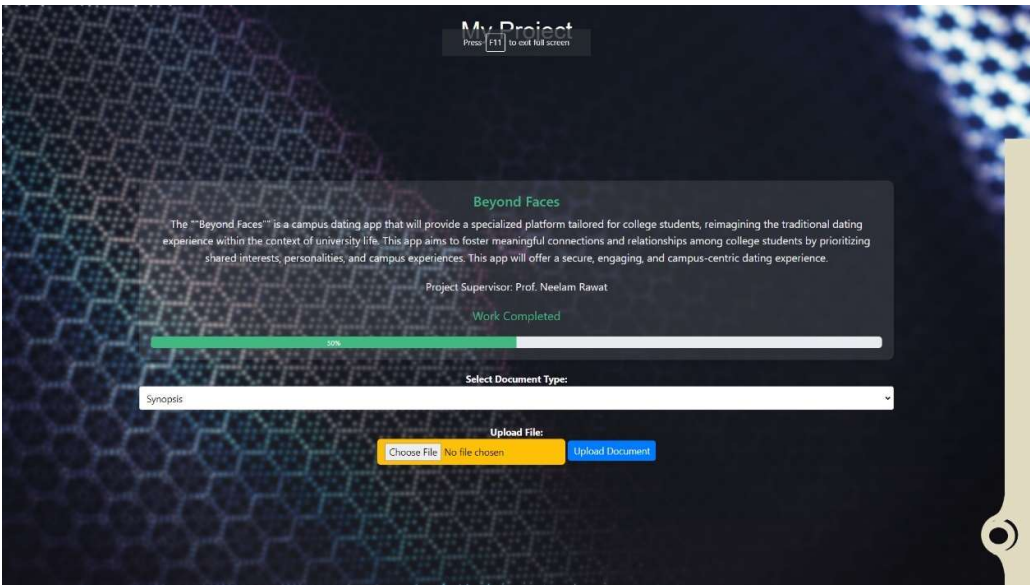 My Project
Press F11 to exit full screen
Beyond Faces
The ""Beyond Faces"" is a campus dating app that will provide a specialized platform tailored for college students, reimagining the traditional dating
experience within the context of university life. This app aims to foster meaningful connections and relationships among college students by prioritizing
shared interests, personalities, and campus experiences. This app will offer a secure, engaging, and campus-centric dating experience.
Project Supervisor: Prof. Neelam Rawat
Work Completed
50%
Select Document Type:
Synopsis
Upload File:
Choose File No file chosen Upload Document